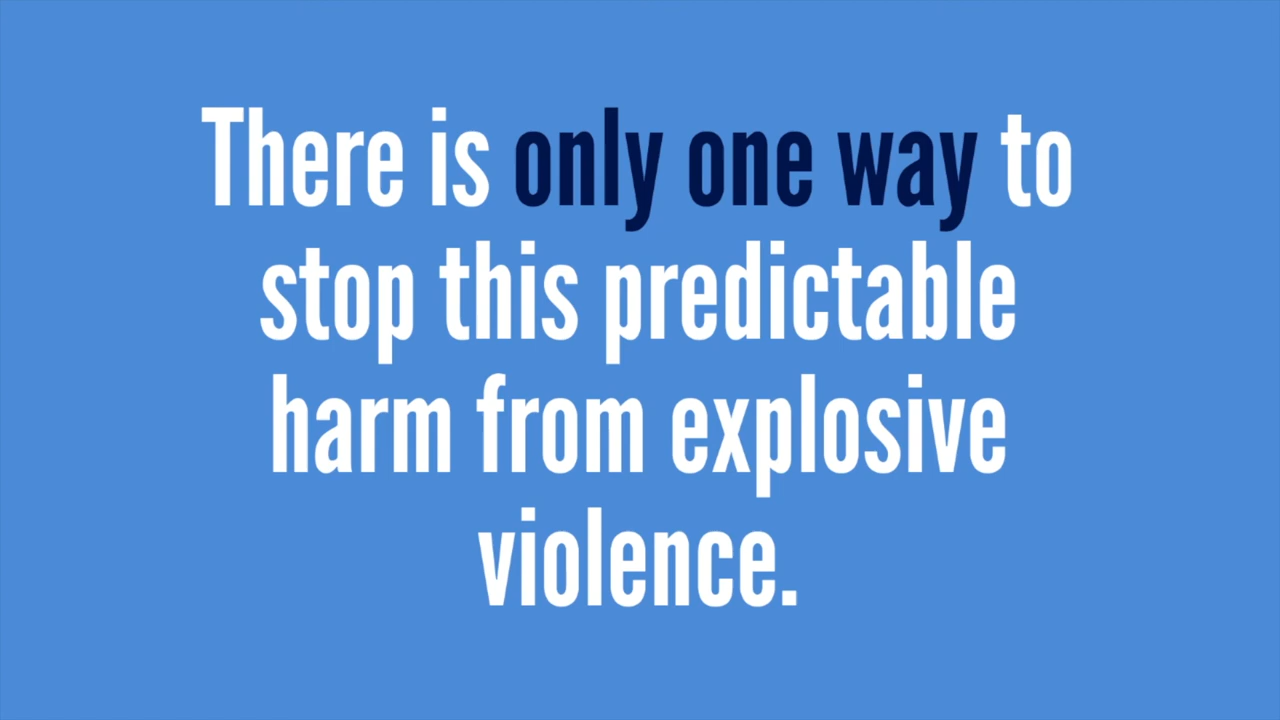 There is only one way to
stop this predictable
harm from explosive
violence.